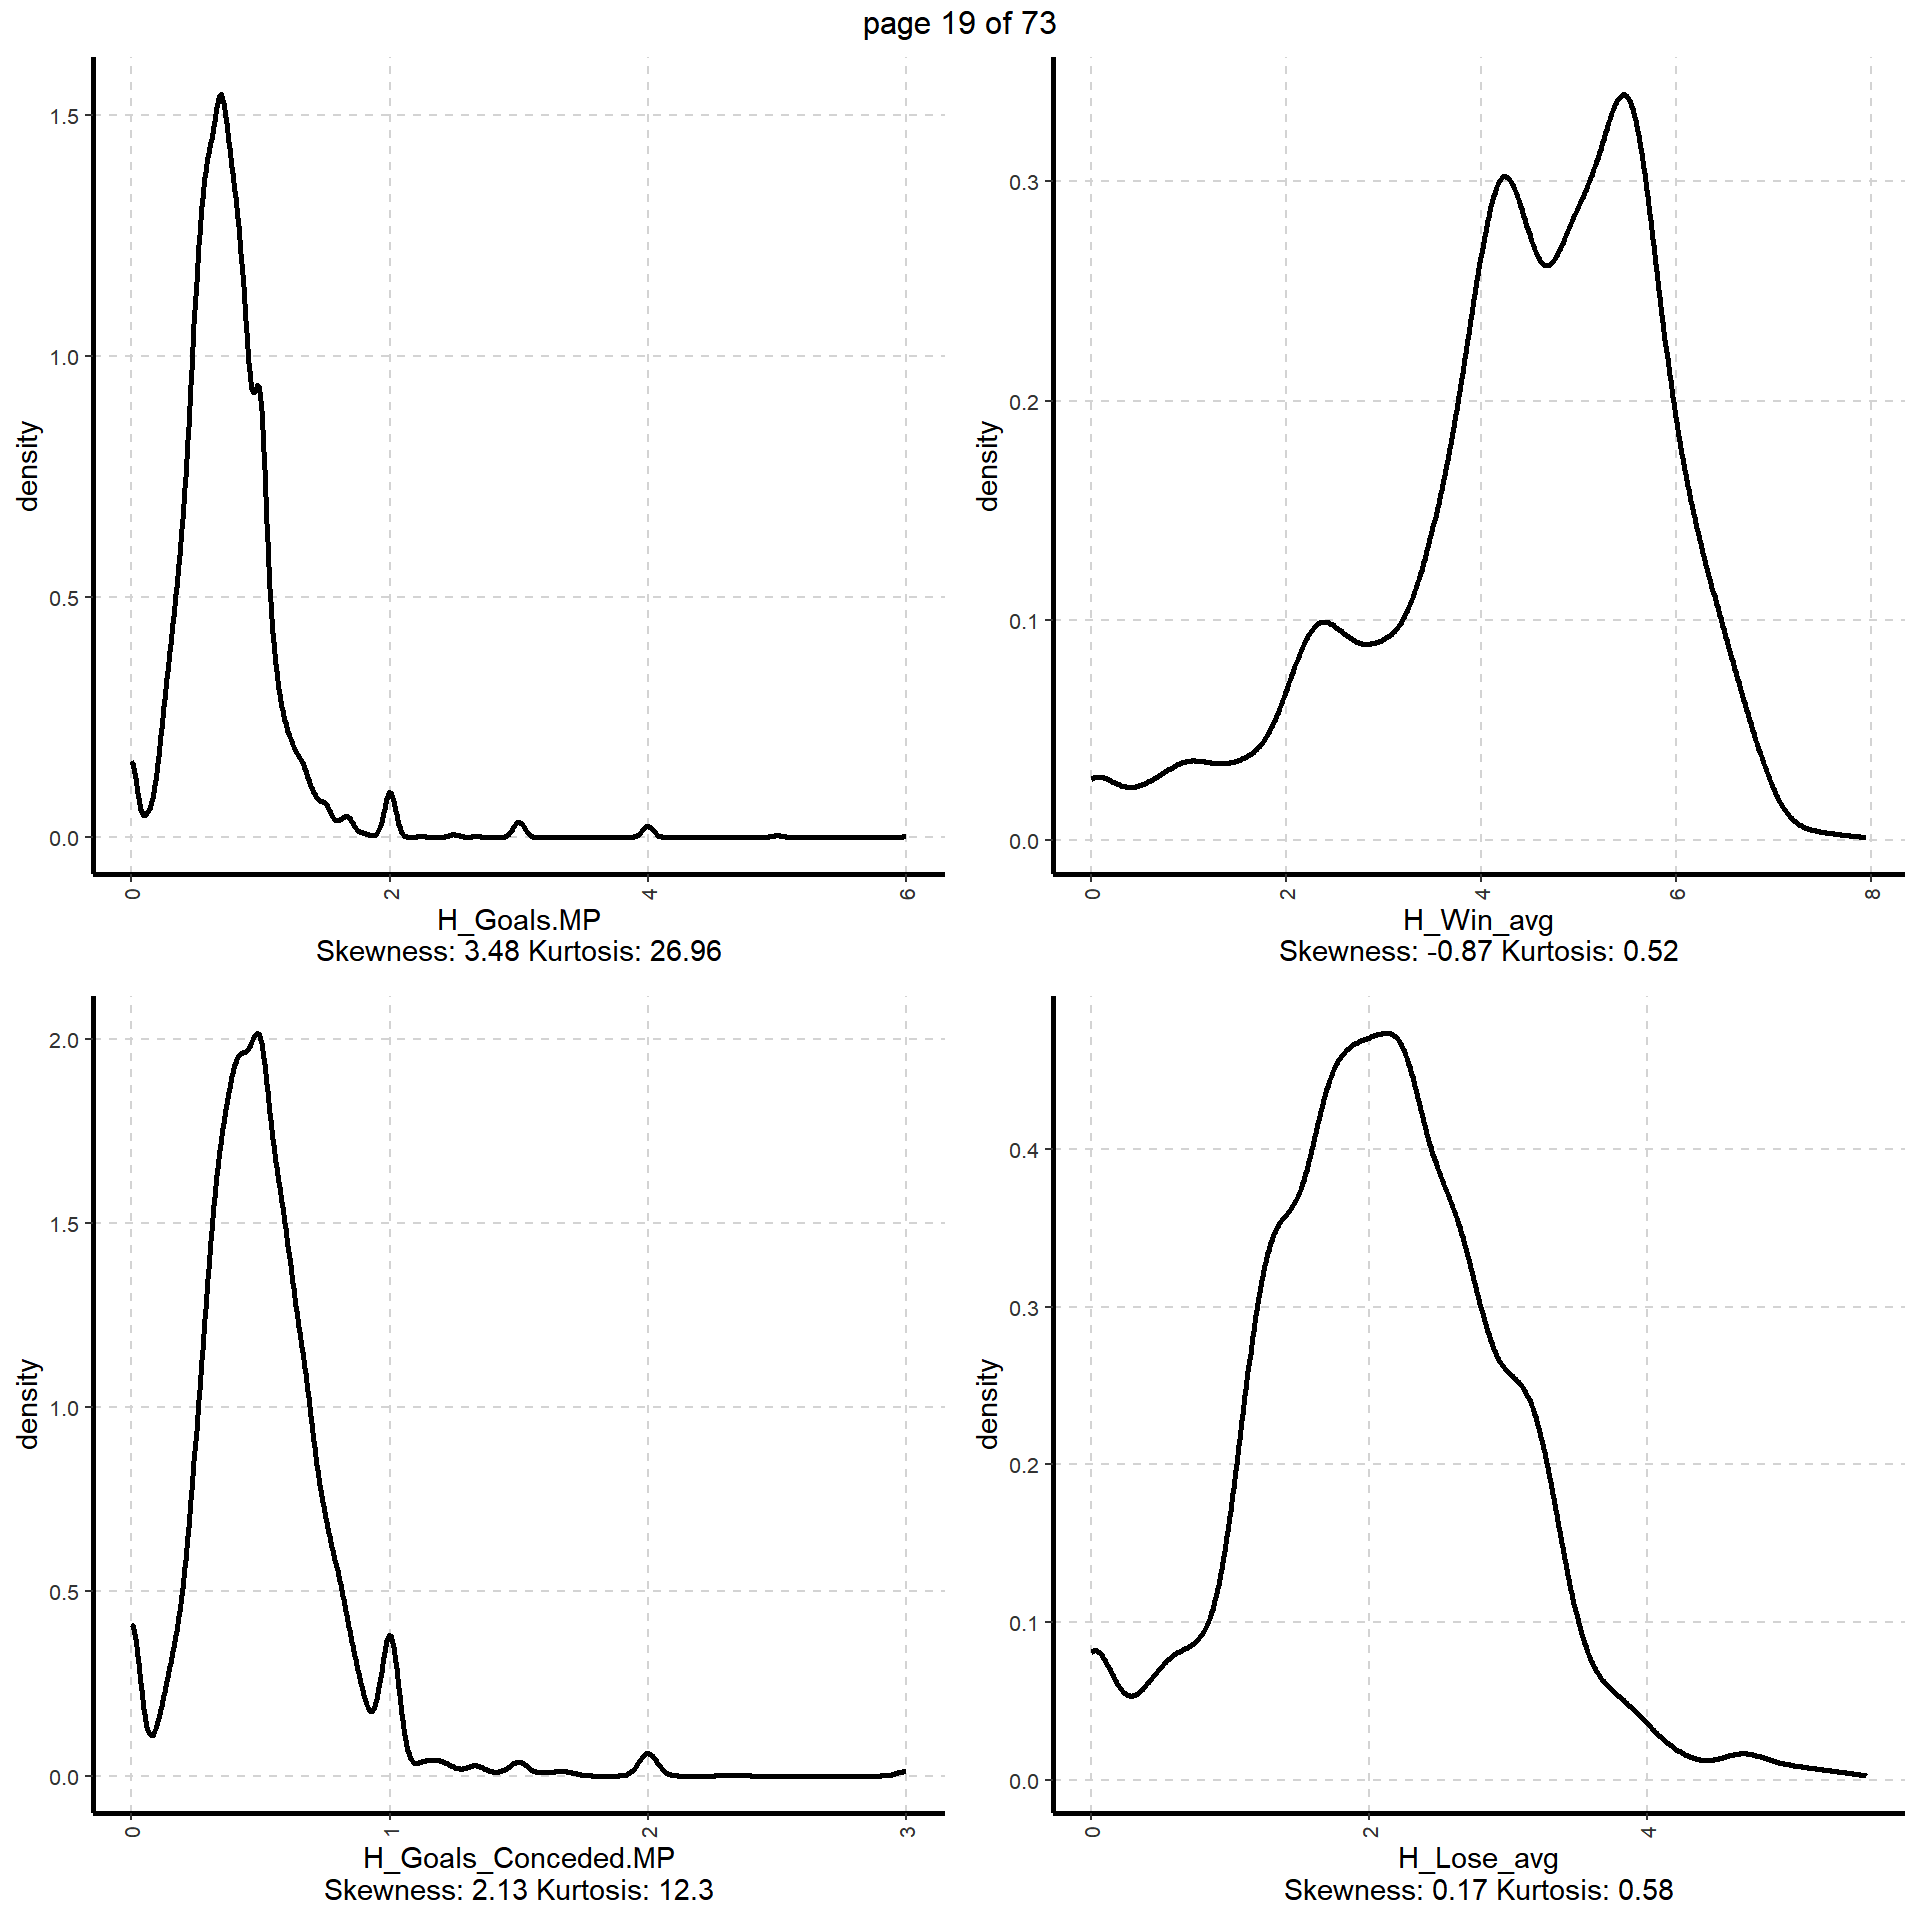 page 19 of 73
1.5
1.0
0.5
0.0
density
0
2
4
6
H_Goals.MP
Skewness: 3.48 Kurtosis: 26.96
0.3
0.2
0.1
0.0
density
0
2
4
6
8
H_Win_avg
Skewness: -0.87 Kurtosis: 0.52
2.0
1.5
1.0
0.5
0.0
density
0
1
2
3
H_Goals_Conceded.MP
Skewness: 2.13 Kurtosis: 12.3
0.4
0.3
0.2
0.1
0.0
density
0
2
4
H_Lose_avg
Skewness: 0.17 Kurtosis: 0.58